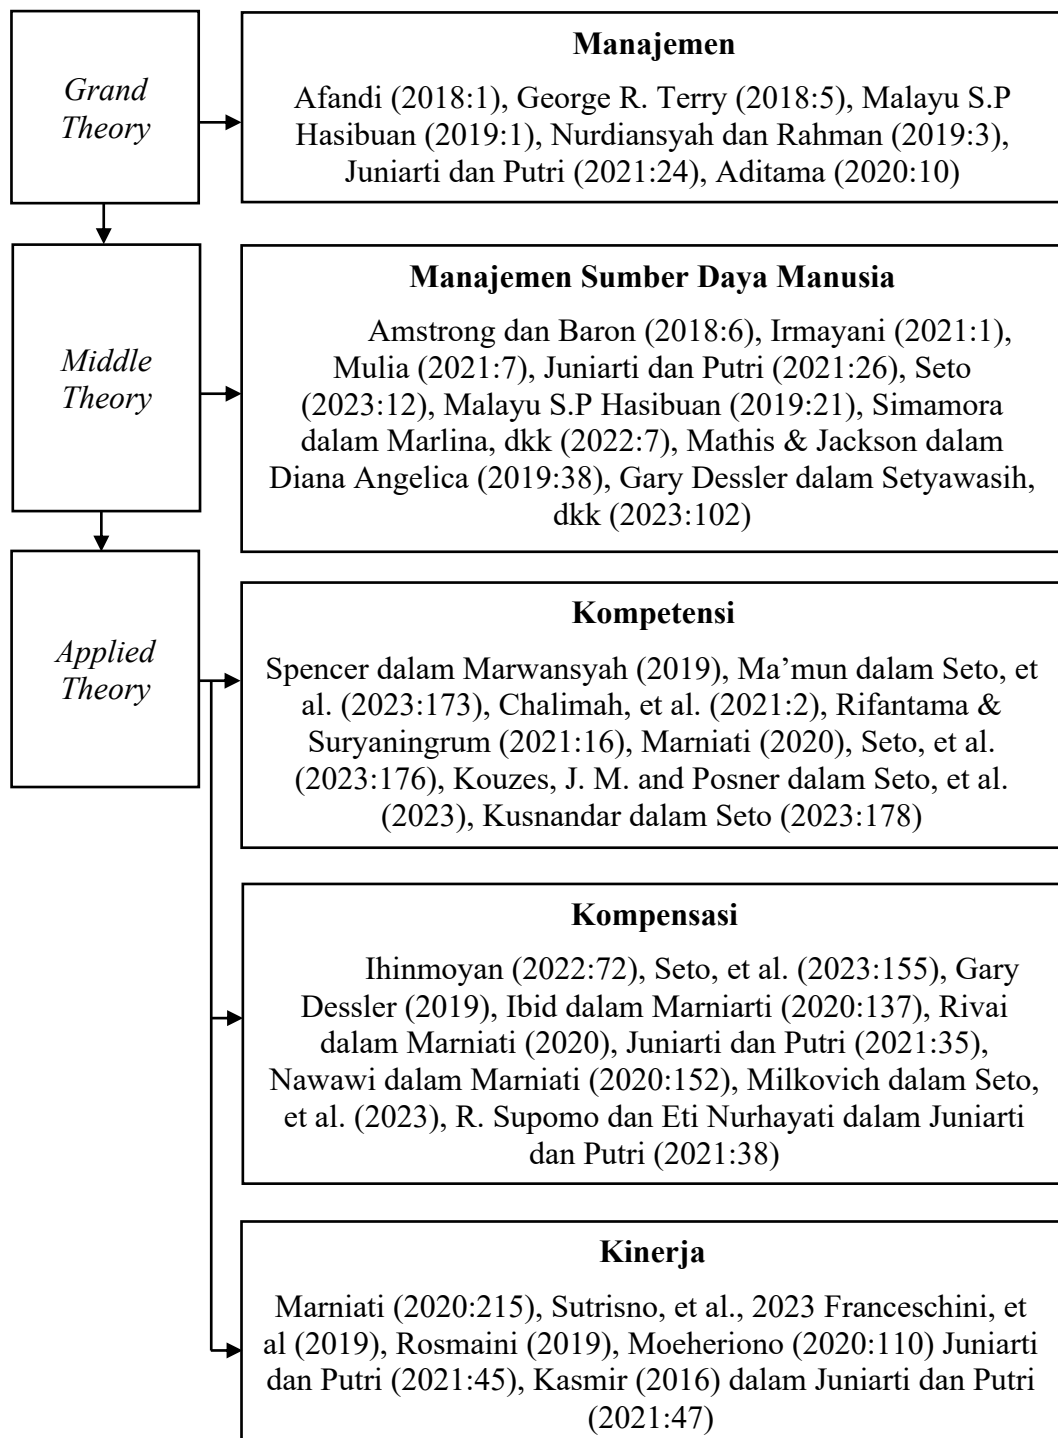 Grand
Theory
Manajemen
Afandi (2018:1), George R. Terry (2018:5), Malayu S.P
Hasibuan (2019:1), Nurdiansyah dan Rahman (2019:3),
Juniarti dan Putri (2021:24), Aditama (2020:10)
Middle
Theory
Manajemen Sumber Daya Manusia
Amstrong dan Baron (2018:6), Irmayani (2021:1),
Mulia (2021:7), Juniarti dan Putri (2021:26), Seto
(2023:12), Malayu S.P Hasibuan (2019:21), Simamora
dalam Marlina, dkk (2022:7), Mathis & Jackson dalam
Diana Angelica (2019:38), Gary Dessler dalam Setyawasih,
dkk (2023:102)
Applied
Theory
Kompetensi
Spencer dalam Marwansyah (2019), Ma’mun dalam Seto, et
al. (2023:173), Chalimah, et al. (2021:2), Rifantama &
Suryaningrum (2021:16), Marniati (2020), Seto, et al.
(2023:176), Kouzes, J. M. and Posner dalam Seto, et al.
(2023), Kusnandar dalam Seto (2023:178)
Kompensasi
Ihinmoyan (2022:72), Seto, et al. (2023:155), Gary
Dessler (2019), Ibid dalam Marniarti (2020:137), Rivai
dalam Marniati (2020), Juniarti dan Putri (2021:35),
Nawawi dalam Marniati (2020:152), Milkovich dalam Seto,
et al. (2023), R. Supomo dan Eti Nurhayati dalam Juniarti
dan Putri (2021:38)
Kinerja
Marniati (2020:215), Sutrisno, et al., 2023 Franceschini, et
al (2019), Rosmaini (2019), Moeheriono (2020:110) Juniarti
dan Putri (2021:45), Kasmir (2016) dalam Juniarti dan Putri
(2021:47)